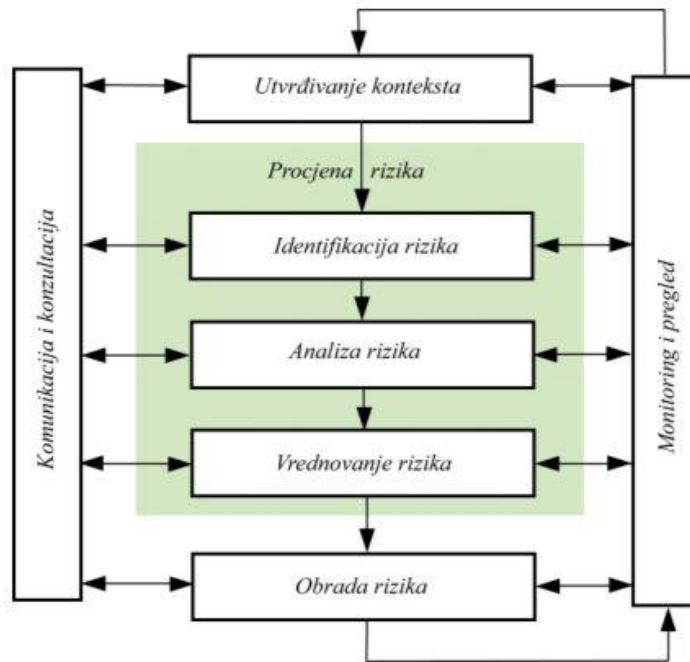 Utvrđivanje konteksta
Procjena rizika
Identifikacija rizika
Analiza rizika
Vrednovanje rizika
Obrada rizika
Komunikacija i konzultacija
Monitoring i pregled